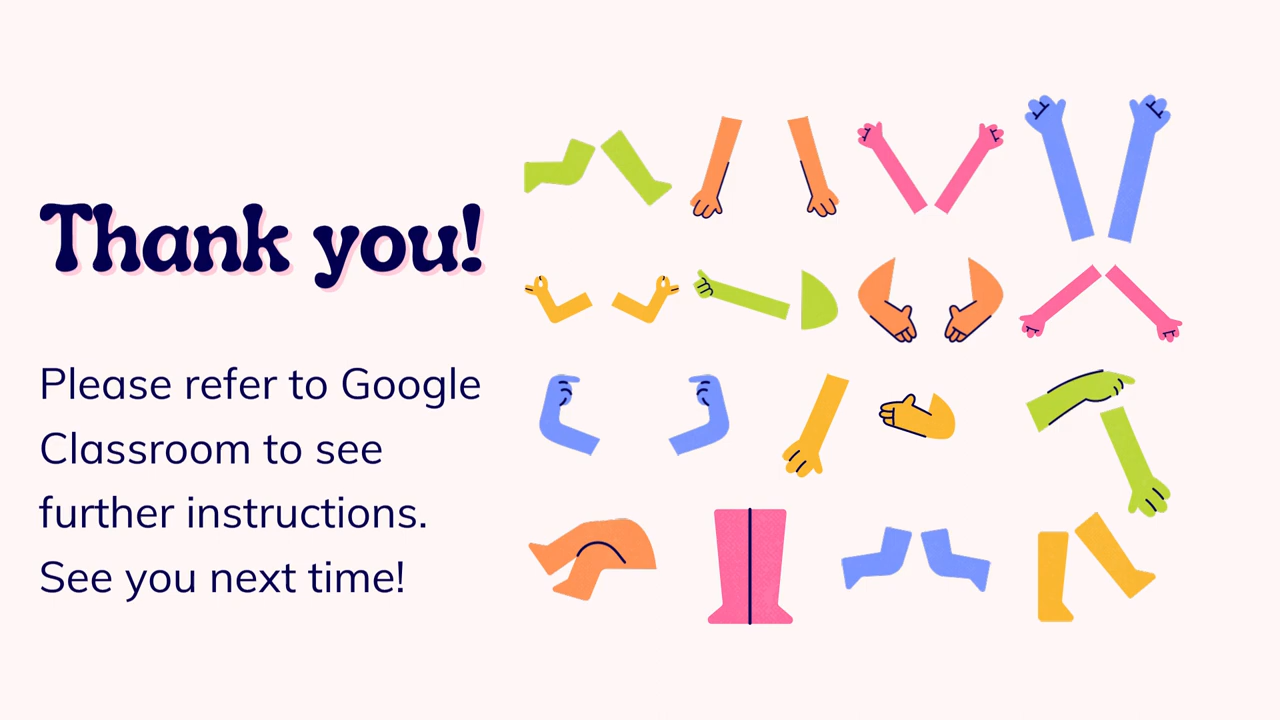 Thank you!
Please refer to Google
Classroom to see
further instructions.
See you next time!